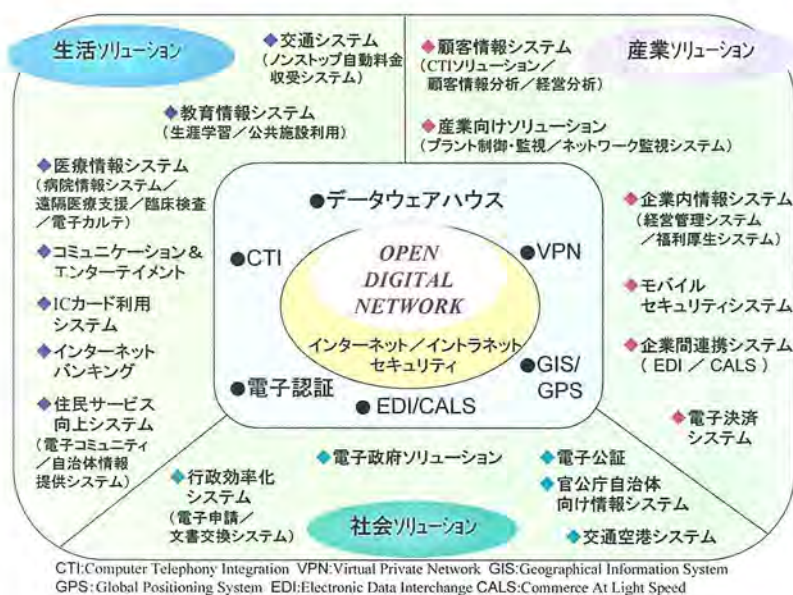 生活ソリューション
◆交通システム
(ノンストップ自動料金
収受システム)
◆教育情報システム
(生涯学習／公共施設利用)
◆医療情報システム
(病院情報システム／
遠隔医療支援／臨床検査
／電子カルテ)
◆コミュニケーション＆
エンターテイメント
◆ICカード利用
システム
◆インターネット
バンキング
◆住民サービス
向上システム
(電子コミュニティ
／自治体情報
提供システム)
産業ソリューション
◆顧客情報システム
(CTIソリューション／
顧客情報分析／経営分析)
◆産業向けソリューション
(プラント制御・監視／ネットワーク監視システム)
◆企業内情報システム
(経営管理システム
／福利厚生システム)
◆モバイル
セキュリティシステム
◆企業間連携システム
( EDI ／ CALS )
◆電子決済
システム
●データウェアハウス
●CTI
●VPN
OPEN
DIGITAL
NETWORK
インターネット／イントラネット
セキュリティ
●電子認証
●EDI/CALS
●GIS/
GPS
◆行政効率化
システム
(電子申請／
文書交換システム)
◆電子政府ソリューション
◆電子公証
◆官公庁自治体
向け情報システム
◆交通空港システム
社会ソリューション
CTI:Computer Telephony Integration VPN:Virtual Private Network GIS:Geographical Information System
GPS:Global Positioning System EDI:Electronic Data Interchange CALS:Commerce At Light Speed